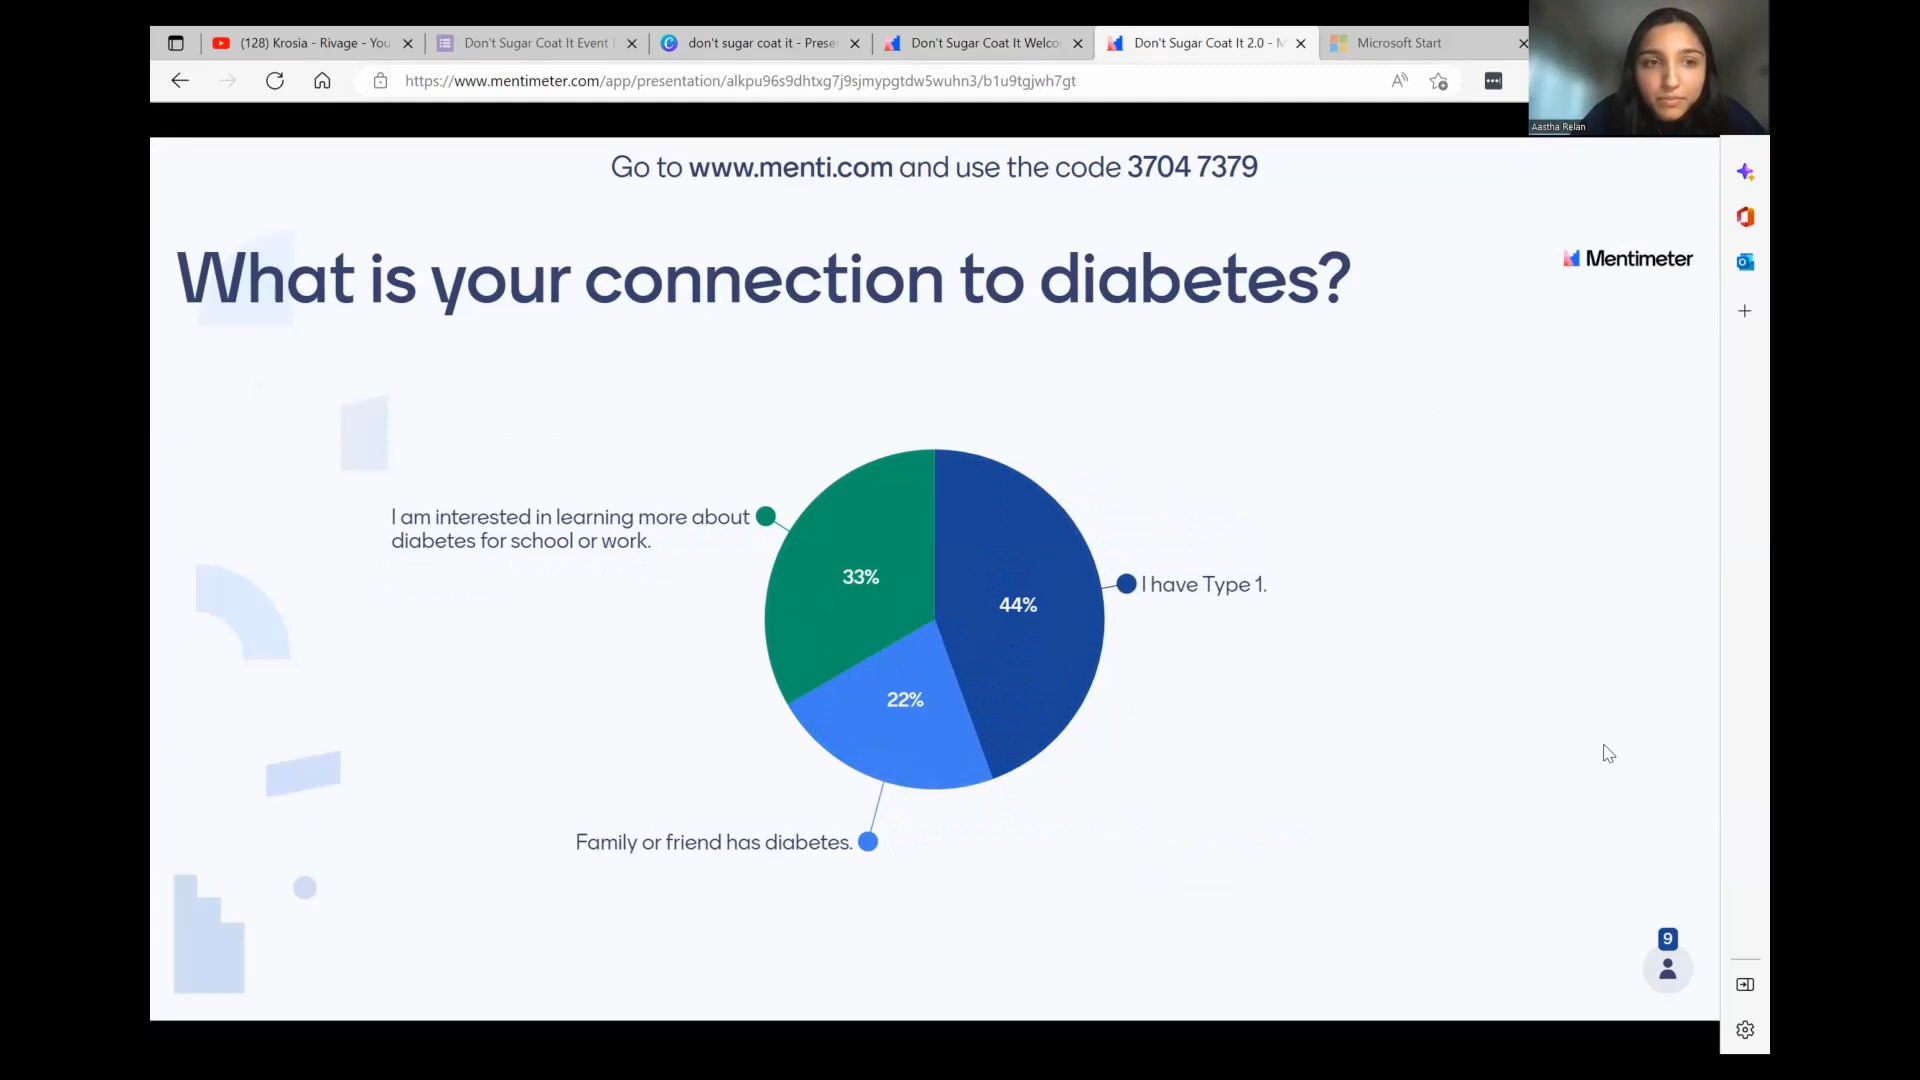 (128) Krosia - Rivage - You
Don't Sugar Coat It Event
don't sugar coat it - Prese
Don't Sugar Coat It Welco
Don't Sugar Coat It 2.0 - M
Microsoft Start
https://www.mentimeter.com/app/presentation/alkpu96s9dhtxg7j9sjmypgtdw5wuhn3/b1u9tgjwh7gt
Aastha Relan
Go to www.menti.com and use the code 3704 7379
What is your connection to diabetes?
Mentimeter
I am interested in learning more about
diabetes for school or work.
33%
44%
I have Type 1.
22%
Family or friend has diabetes.
9